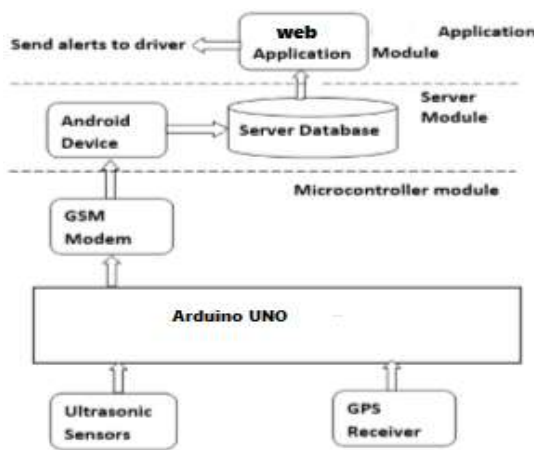 web
Application
Send alerts to driver
Application
Module
Server
Module
Android
Device
Server Database
Microcontroller module
GSM
Modem
Arduino UNO
Ultrasonic
Sensors
GPS
Receiver